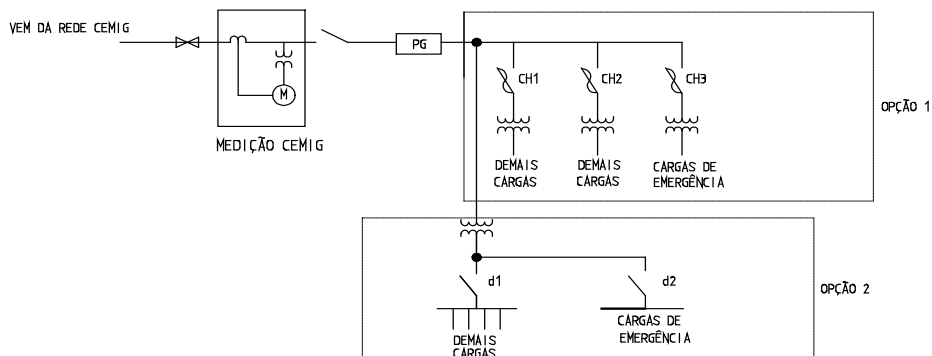 VEM DA REDE CEMIG
PG
M
MEDIÇÃO CEMIG
CH1
CH2
CH3
OPÇÃO 1
DEMAIS
CARGAS
DEMAIS
CARGAS
CARGAS DE
EMERGÊNCIA
d1
d2
OPÇÃO 2
DEMAIS
CARGAS
CARGAS DE
EMERGÊNCIA